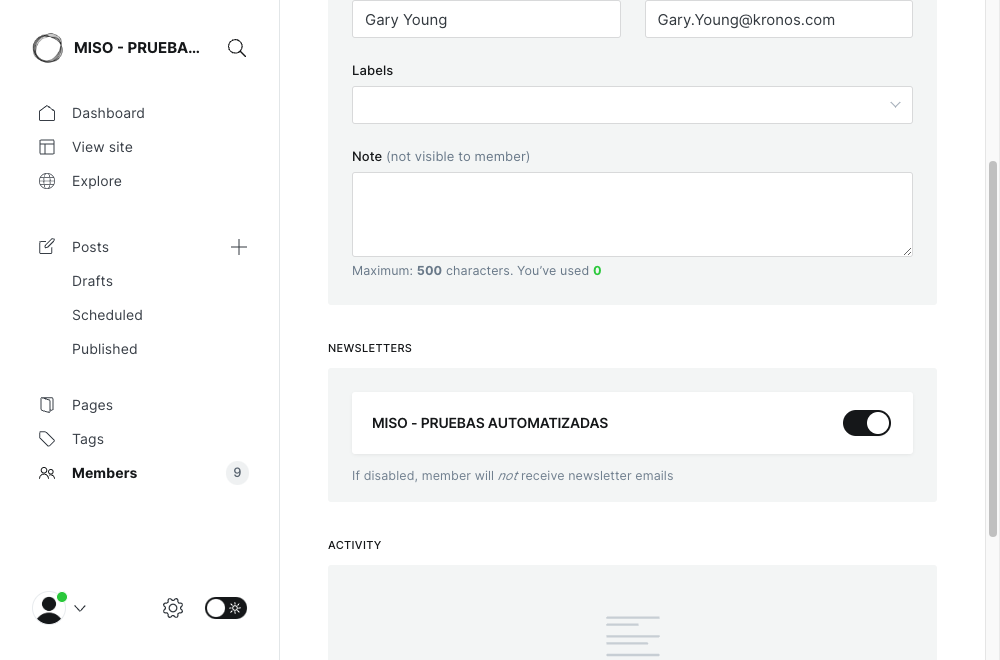 MISO - PRUEBA...
Dashboard
View site
Explore
Posts
Drafts
Scheduled
Published
Pages
Tags
Members
9
Gary Young
Gary.Young@kronos.com
Labels
Note (not visible to member)
Maximum: 500 characters. You’ve used 0
NEWSLETTERS
MISO - PRUEBAS AUTOMATIZADAS
If disabled, member will not receive newsletter emails
ACTIVITY